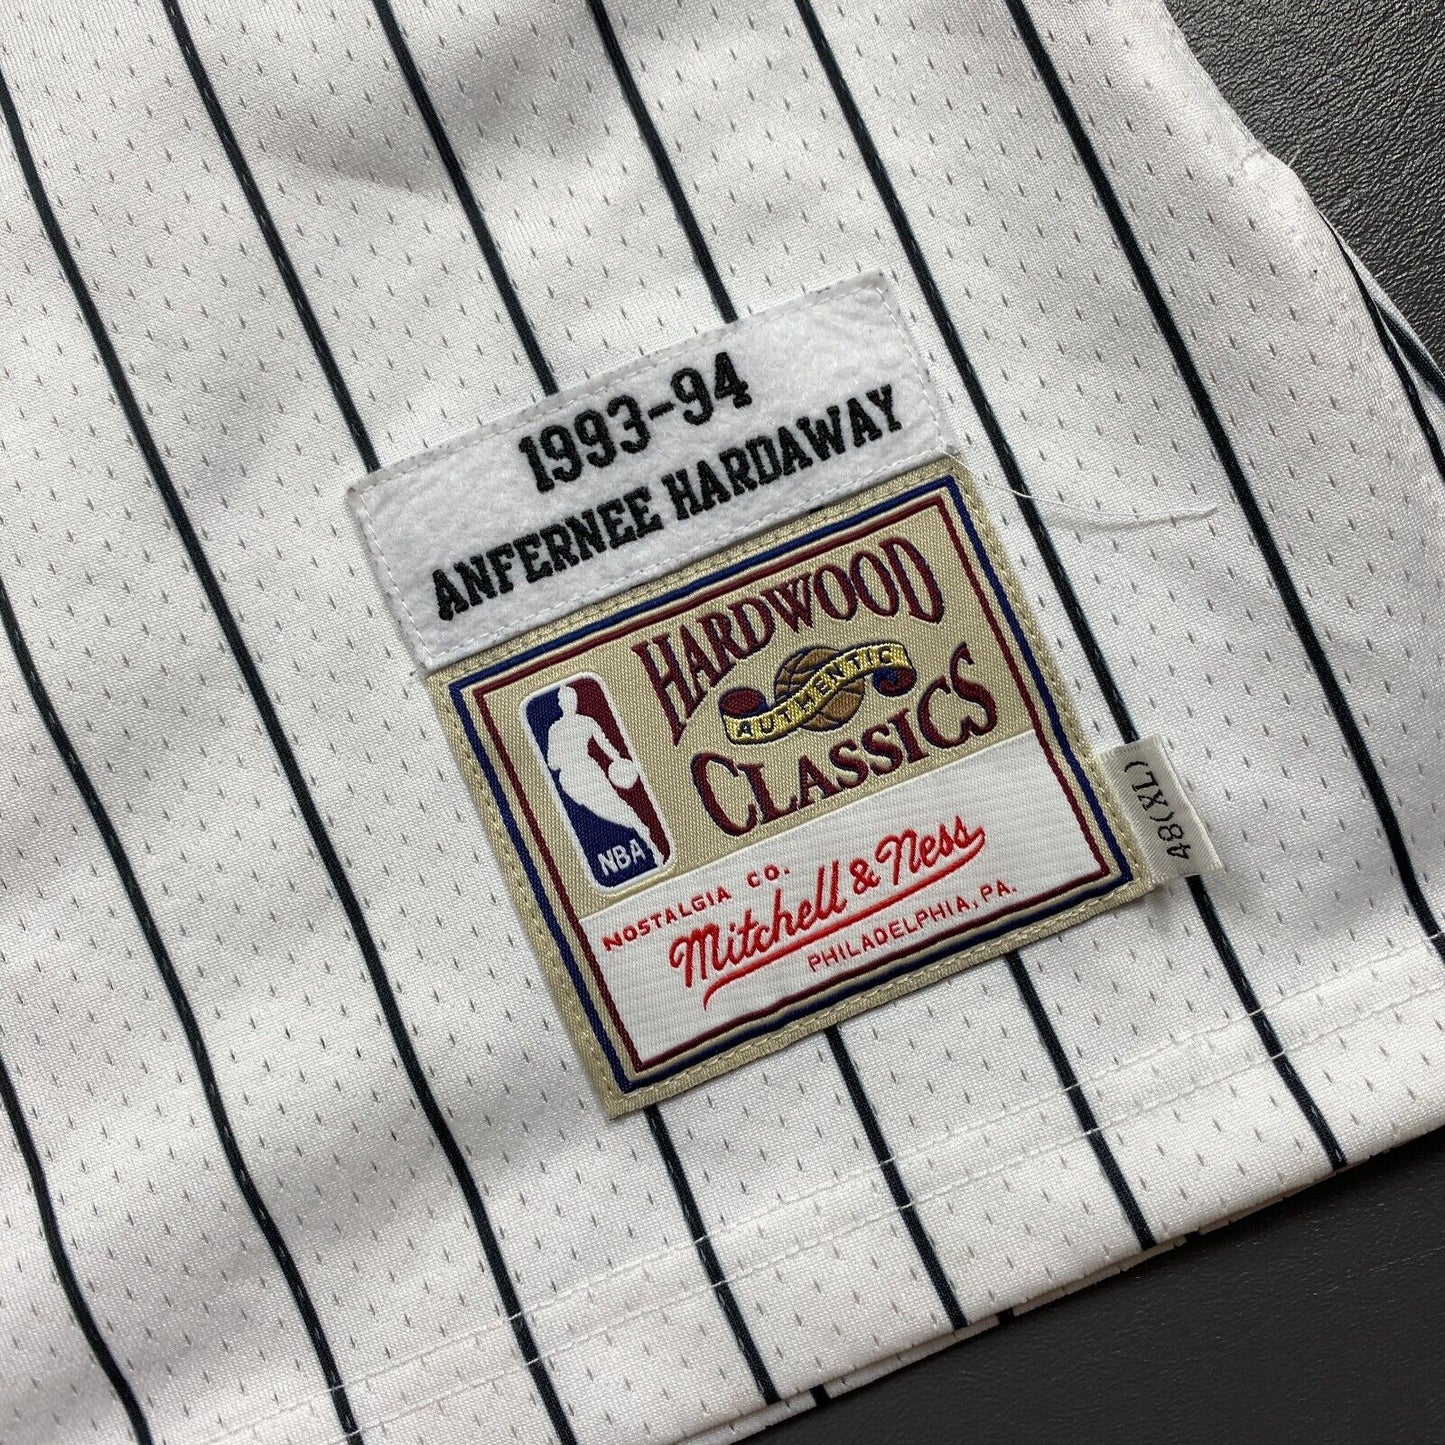 1993-94
ANFERNEE HARDAWAY
HARDWOOD
AUTHENTIC
CLASSICS
NBA
NOSTALGIA CO.
Mitchell & Ness
PHILADELPHIA, PA.
48(XL)